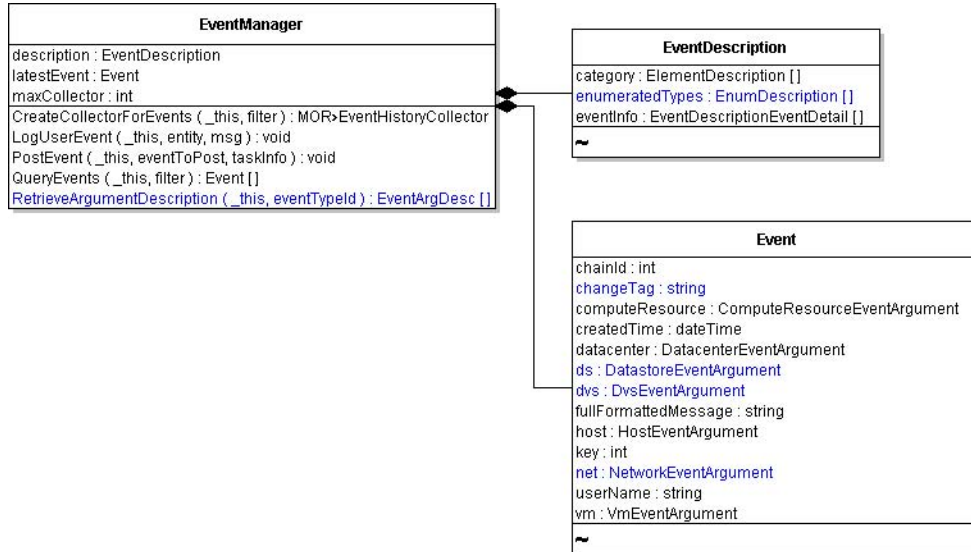 EventManager
description : EventDescription
latestEvent : Event
maxCollector : int
CreateCollectorForEvents ( _this, filter ) : MOR>EventHistoryCollector
LogUserEvent ( _this, entity, msg ) : void
PostEvent ( _this, eventToPost, taskInfo ) : void
QueryEvents ( _this, filter ) : Event [ ]
RetrieveArgumentDescription ( _this, eventTypeId ) : EventArgDesc [ ]
EventDescription
category : ElementDescription [ ]
enumeratedTypes : EnumDescription [ ]
eventInfo : EventDescriptionEventDetail [ ]
~
Event
chainId : int
changeTag : string
computeResource : ComputeResourceEventArgument
createdTime : dateTime
datacenter : DatacenterEventArgument
ds : DatastoreEventArgument
dvs : DvsEventArgument
fullFormattedMessage : string
host : HostEventArgument
key : int
net : NetworkEventArgument
userName : string
vm : VmEventArgument
~